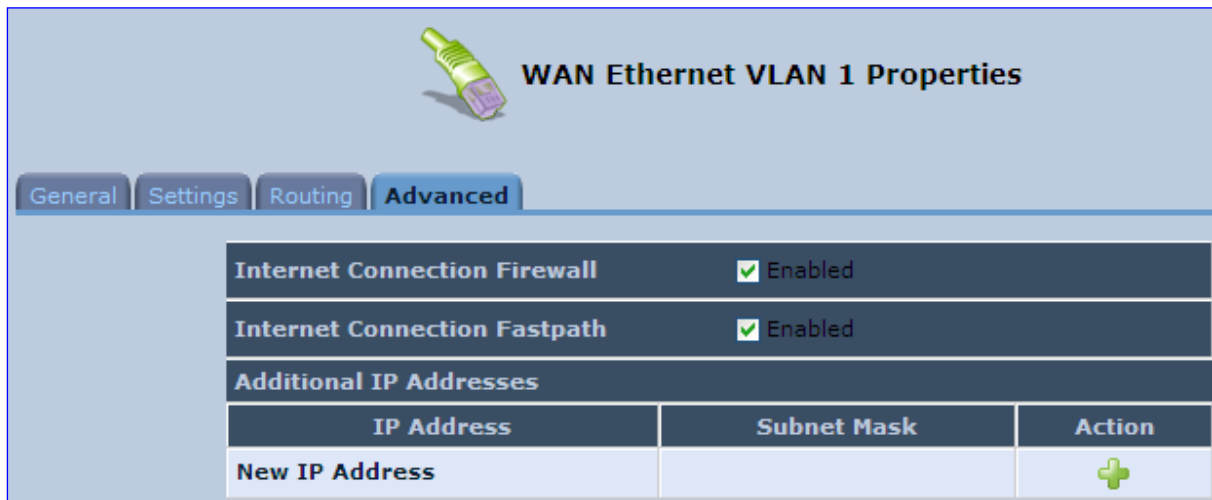 WAN Ethernet VLAN 1 Properties
General Settings Routing Advanced
Internet Connection Firewall Enabled
Internet Connection Fastpath Enabled
Additional IP Addresses
IP Address Subnet Mask Action
New IP Address